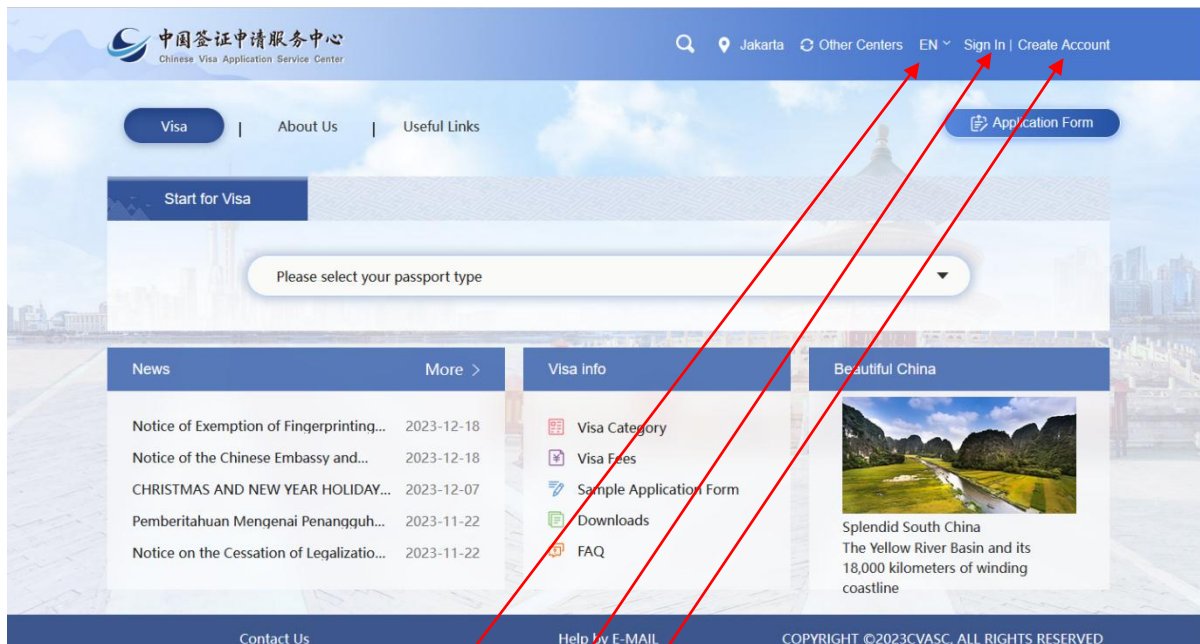 中国签证申请服务中心
Chinese Visa Application Service Center
Jakarta Other Centers EN Sign In | Create Account
Visa | About Us | Useful Links
Application Form
Start for Visa
Please select your passport type
News More >
Notice of Exemption of Fingerprinting... 2023-12-18
Notice of the Chinese Embassy and... 2023-12-18
CHRISTMAS AND NEW YEAR HOLIDAY... 2023-12-07
Pemberitahuan Mengenai Penangguh... 2023-11-22
Notice on the Cessation of Legalizatio... 2023-11-22
Visa info
Visa Category
Visa Fees
Sample Application Form
Downloads
FAQ
Beautiful China
Splendid South China
The Yellow River Basin and its
18,000 kilometers of winding
coastline
Contact Us Help by E-MAIL COPYRIGHT ©2023CVASC. ALL RIGHTS RESERVED